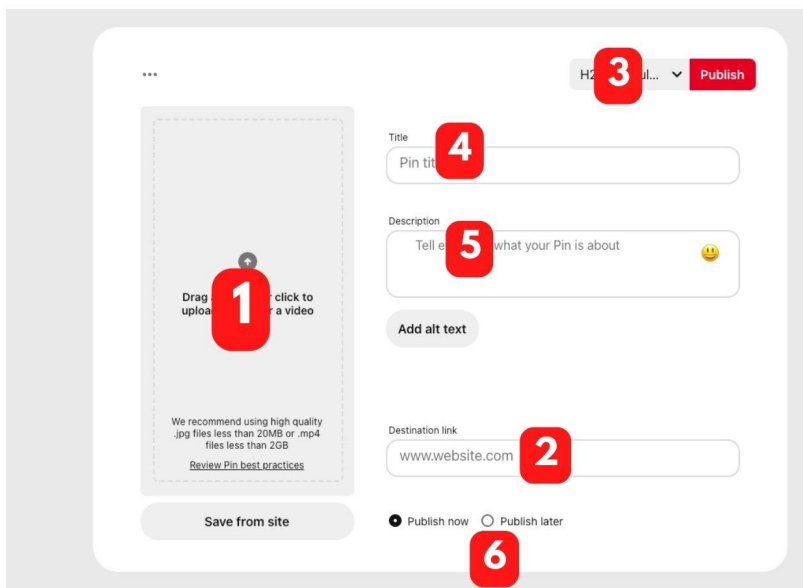 3
Publish
Title
4
Pin
Description
5
Tell what your Pin is about
1
Drag click to
a video
Add alt text
We recommend using high quality
.jpg files less than 20MB or .mp4
files less than 2GB
Review Pin best practices
Destination link
www.website.com
2
Save from site
Publish now
Publish later
6